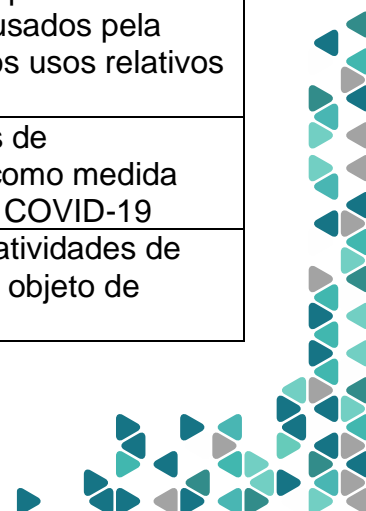 usados pela
os usos relativos
de
como medida
COVID-19
atividades de
objeto de